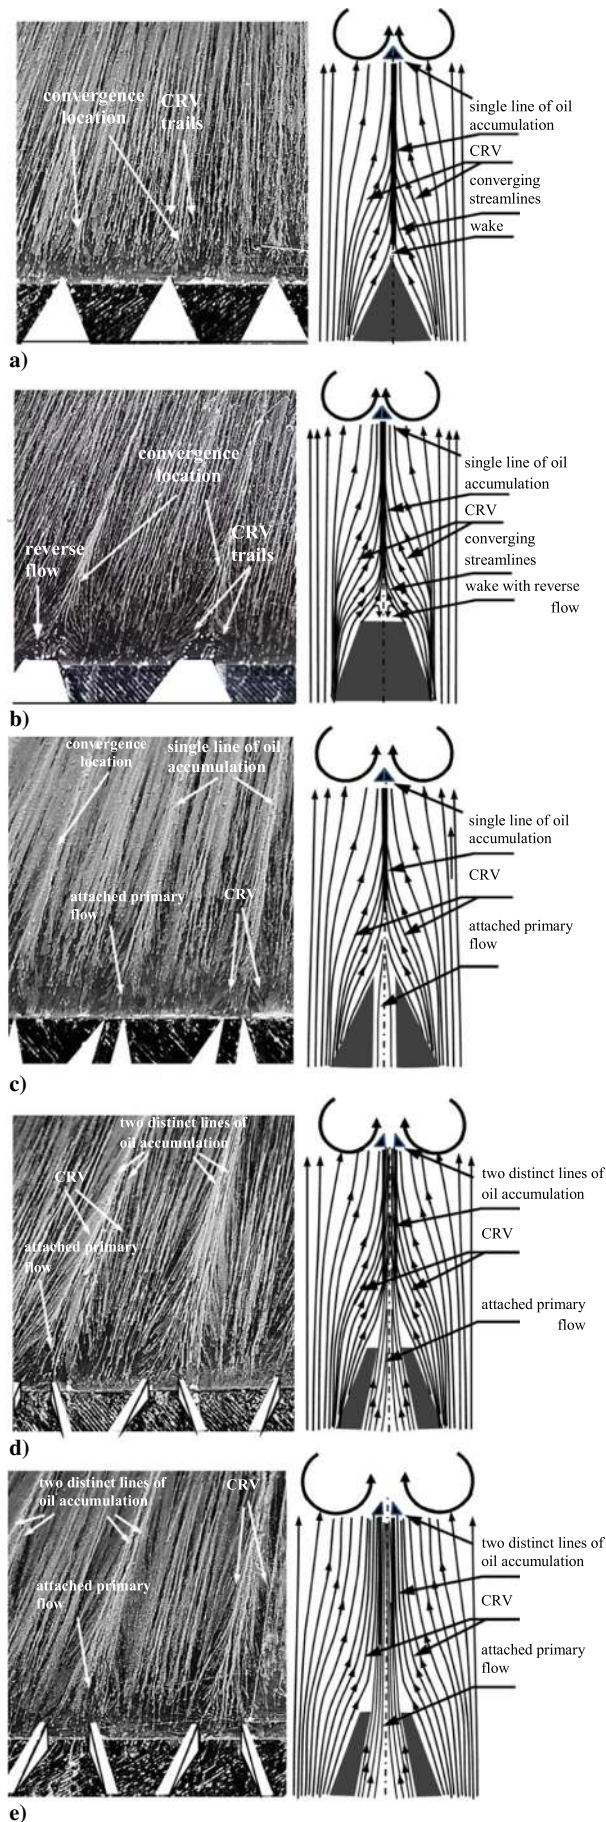 convergence
location
CRV
trails
single line of oil
accumulation
CRV
converging
streamlines
wake
a)
convergence
location
reverse
flow
CRV
trails
single line of oil
accumulation
CRV
converging
streamlines
wake with reverse
flow
b)
convergence
location
single line of oil
accumulation
attached primary
flow
CRV
single line of oil
accumulation
CRV
attached primary
flow
c)
two distinct lines of
oil accumulation
CRV
attached primary
flow
two distinct lines of
oil accumulation
CRV
attached primary
flow
d)
two distinct lines of
oil accumulation
CRV
attached primary
flow
two distinct lines of
oil accumulation
CRV
attached primary
flow
e)